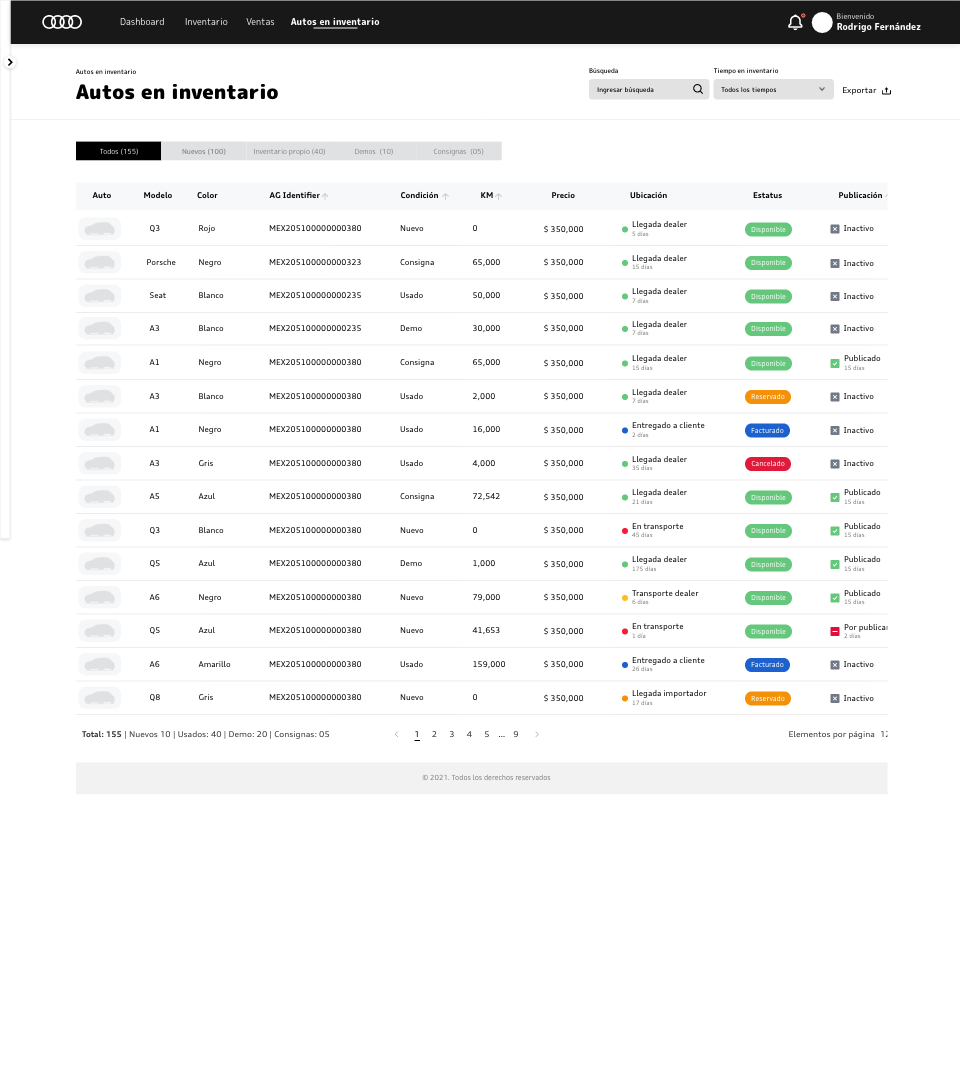 Dashboard Inventario Ventas Autos en inventario
Bienvenido
Rodrigo Fernández
Autos en inventario
Autos en inventario
Búsqueda Tiempo en inventario
Ingresar búsqueda Todos los tiempos Exportar
Todos (155) Nuevos (100) Inventario propio (40) Demos (10) Consignas (05)
Auto Modelo Color AG Identifier Condición KM Precio Ubicación Estatus Publicación
Q3 Rojo MEX205100000000380 Nuevo 0 $ 350,000 Llegada dealer Disponible Inactivo
5 días
Porsche Negro MEX205100000000323 Consigna 65,000 $ 350,000 Llegada dealer Disponible Inactivo
15 días
Seat Blanco MEX205100000000235 Usado 50,000 $ 350,000 Llegada dealer Disponible Inactivo
7 días
A3 Blanco MEX205100000000235 Demo 30,000 $ 350,000 Llegada dealer Disponible Inactivo
7 días
A1 Negro MEX205100000000380 Consigna 65,000 $ 350,000 Llegada dealer Disponible Publicado
15 días 15 días
A3 Blanco MEX205100000000380 Usado 2,000 $ 350,000 Llegada dealer Reservado Inactivo
7 días
A1 Negro MEX205100000000380 Usado 16,000 $ 350,000 Entregado a cliente Facturado Inactivo
2 días
A3 Gris MEX205100000000380 Usado 4,000 $ 350,000 Llegada dealer Cancelado Inactivo
35 días
A5 Azul MEX205100000000380 Consigna 72,542 $ 350,000 Llegada dealer Disponible Publicado
21 días 15 días
Q3 Blanco MEX205100000000380 Nuevo 0 $ 350,000 En transporte Disponible Publicado
45 días 15 días
Q5 Azul MEX205100000000380 Demo 1,000 $ 350,000 Llegada dealer Disponible Publicado
175 días 15 días
A6 Negro MEX205100000000380 Nuevo 79,000 $ 350,000 Transporte dealer Disponible Publicado
6 días 15 días
Q5 Azul MEX205100000000380 Nuevo 41,653 $ 350,000 En transporte Disponible Por publicar
1 día 2 días
A6 Amarillo MEX205100000000380 Usado 159,000 $ 350,000 Entregado a cliente Facturado Inactivo
26 días
Q8 Gris MEX205100000000380 Nuevo 0 $ 350,000 Llegada importador Reservado Inactivo
17 días
Total: 155 | Nuevos 10 | Usados: 40 | Demo: 20 | Consignas: 05 1 2 3 4 5 ... 9 Elementos por página 12
© 2021. Todos los derechos reservados